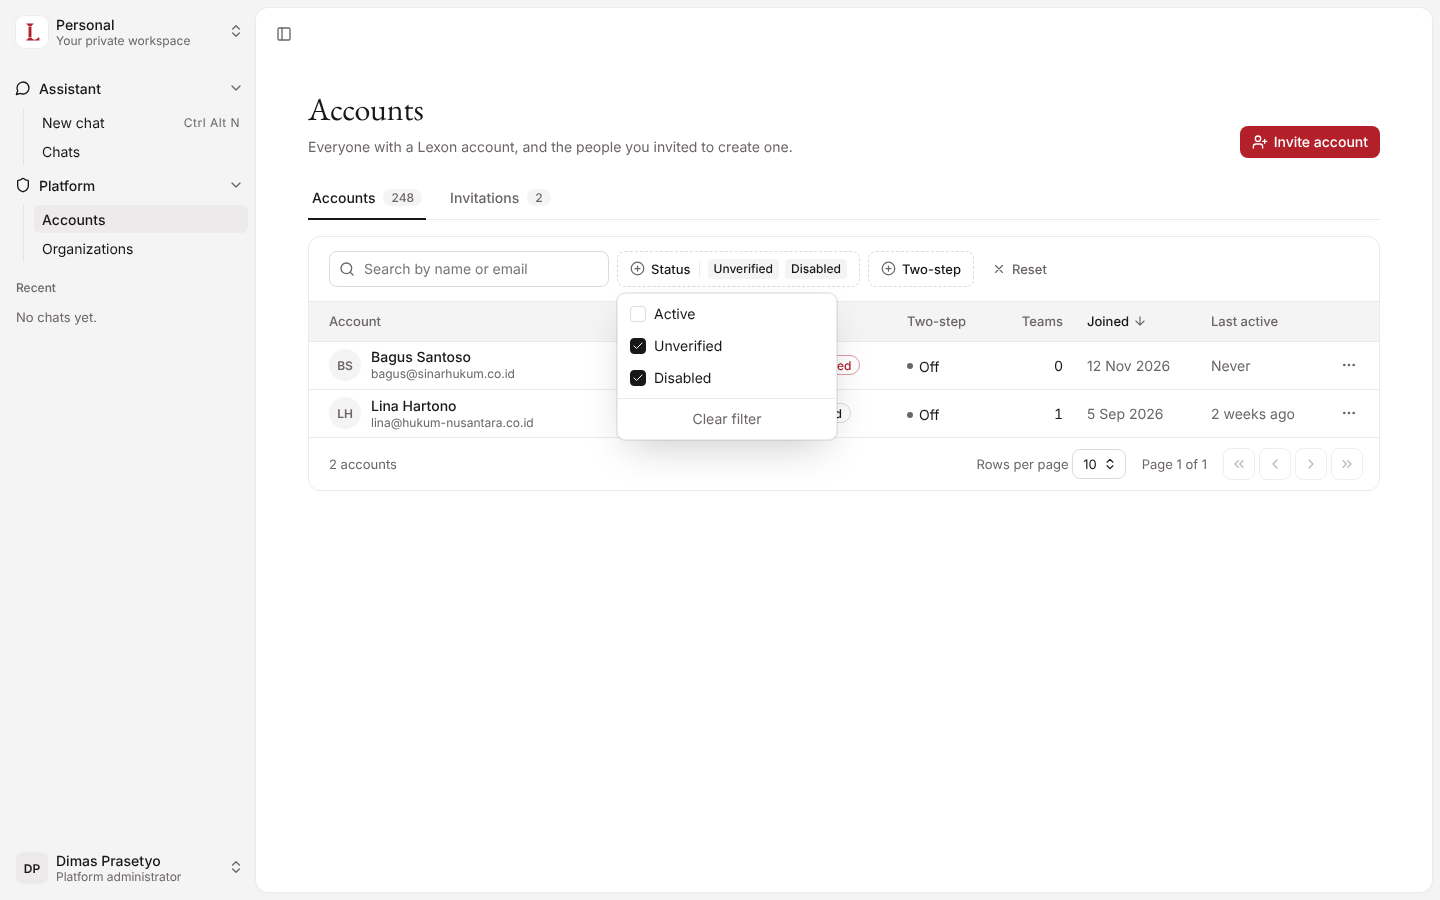 L
Personal
Your private workspace
Assistant
New chat Ctrl Alt N
Chats
Platform
Accounts
Organizations
Recent
No chats yet.
DP
Dimas Prasetyo
Platform administrator
Accounts
Everyone with a Lexon account, and the people you invited to create one.
Invite account
Accounts 248 Invitations 2
Search by name or email Status Unverified Disabled Two-step Reset
Active
Unverified
Disabled
Clear filter
Account Two-step Teams Joined Last active
BS Bagus Santoso
bagus@sinarhukum.co.id
ed Off 0 12 Nov 2026 Never
LH Lina Hartono
lina@hukum-nusantara.co.id
d Off 1 5 Sep 2026 2 weeks ago
2 accounts Rows per page 10 Page 1 of 1